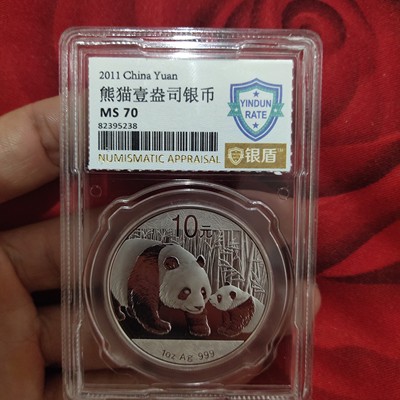 2011 China Yuan
熊猫壹盎司银币
MS 70
82395238
NUMISMATIC APPRAISAL
YINDUN
RATE
银盾
10元
1oz Ag .999